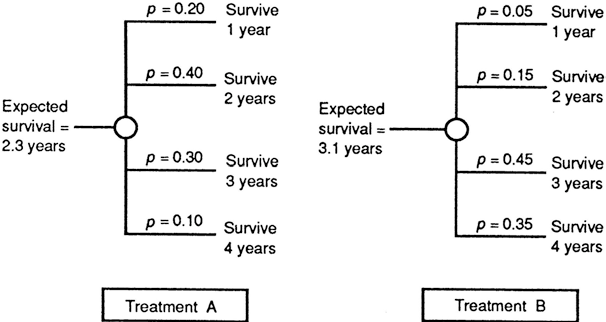 p = 0.20 Survive
1 year
p = 0.40 Survive
2 years
Expected
survival =
2.3 years
p = 0.30 Survive
3 years
p = 0.10 Survive
4 years
Treatment A
p = 0.05 Survive
1 year
p = 0.15 Survive
2 years
Expected
survival =
3.1 years
p = 0.45 Survive
3 years
p = 0.35 Survive
4 years
Treatment B